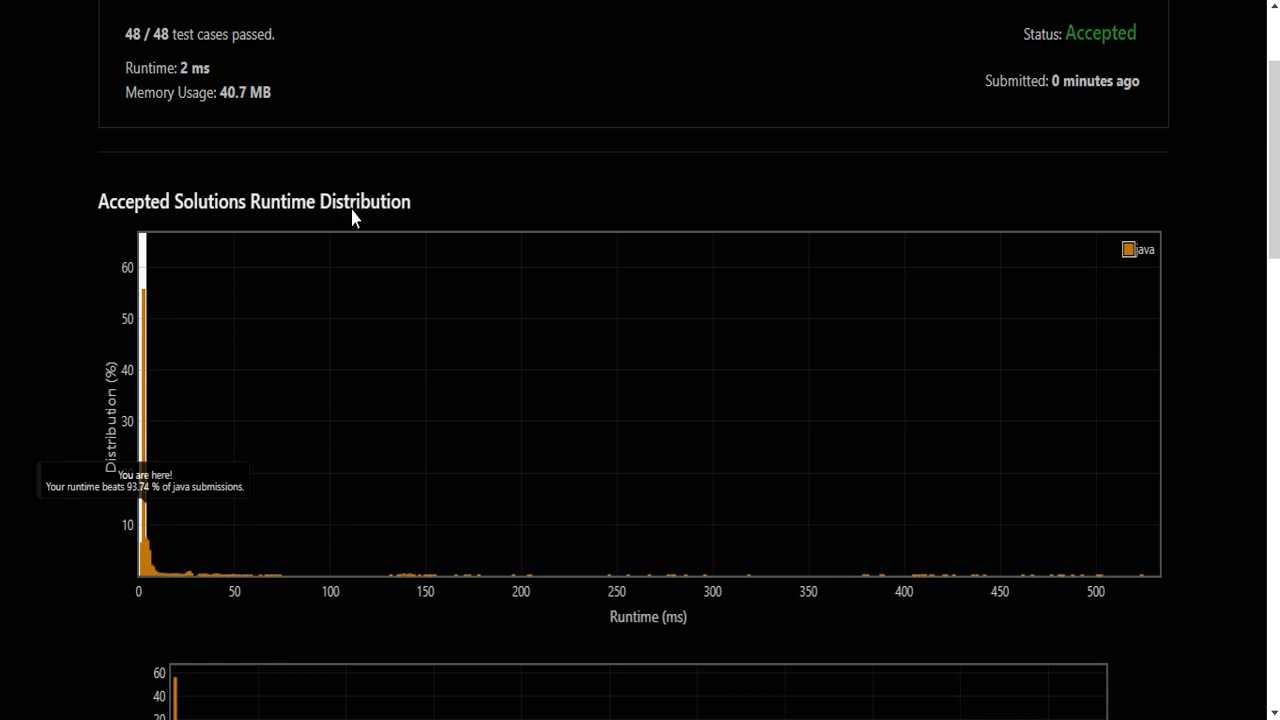 48 / 48 test cases passed.
Status: Accepted
Runtime: 2 ms
Submitted: 0 minutes ago
Memory Usage: 40.7 MB
Accepted Solutions Runtime Distribution
java
60
50
40
30
10
Distribution (%)
You are here!
Your runtime beats 93.74 % of java submissions.
0 50 100 150 200 250 300 350 400 450 500
Runtime (ms)
60
40
20